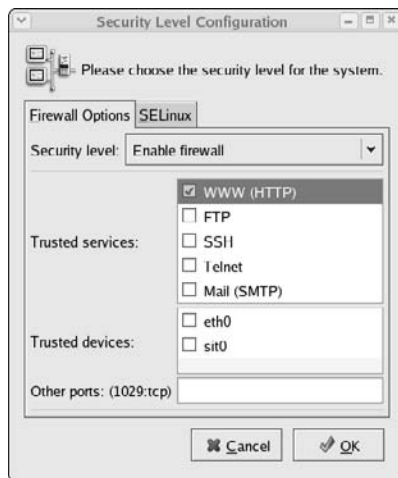 Security Level Configuration
Please choose the security level for the system.
Firewall Options SELinux
Security level: Enable firewall
Trusted services:
WWW (HTTP)
FTP
SSH
Telnet
Mail (SMTP)
Trusted devices:
eth0
sit0
Other ports: (1029:tcp)
Cancel OK